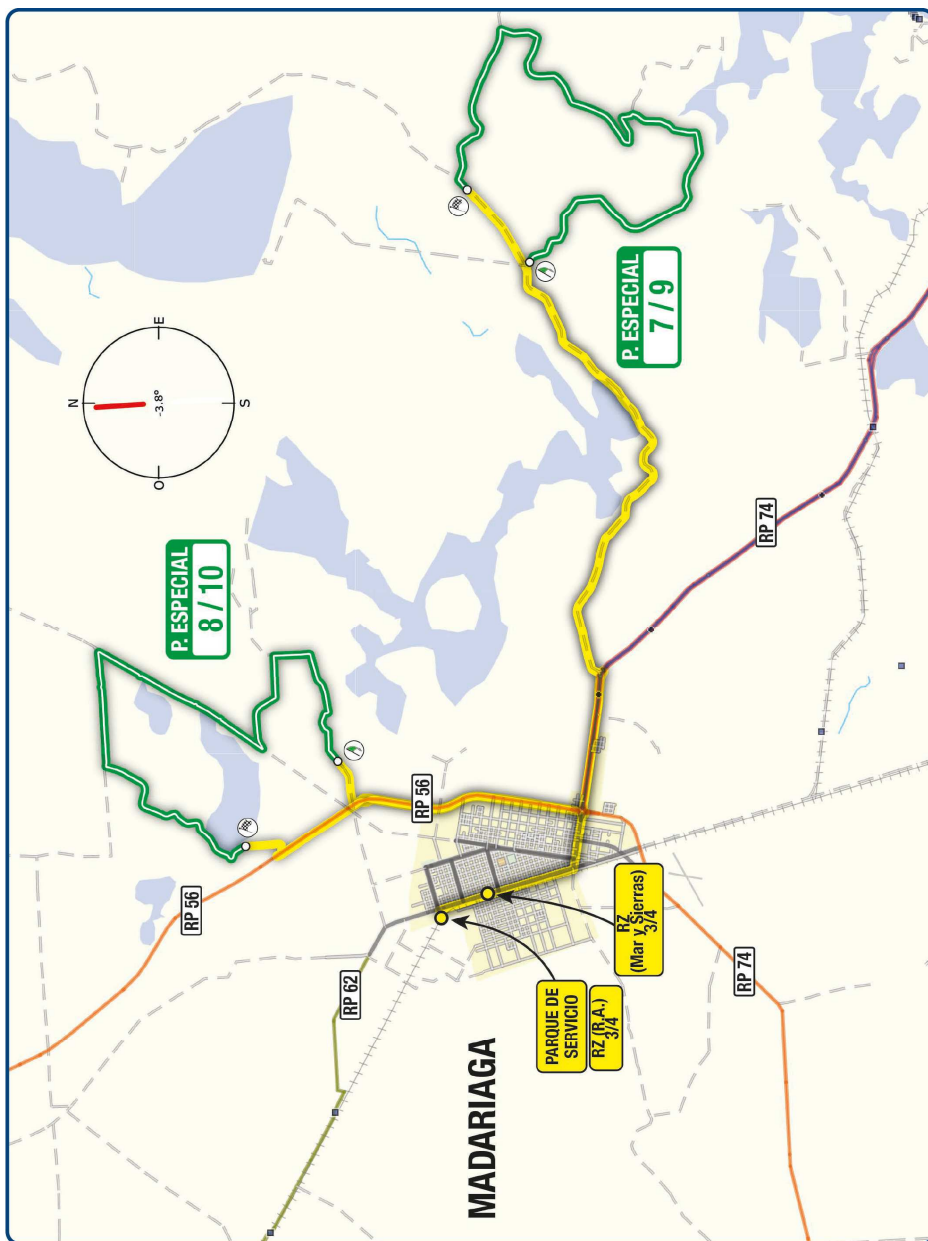 N
E
S
O
-3.8°
P. ESPECIAL
8 / 10
P. ESPECIAL
7 / 9
RP 56
RP 56
RP 62
RP 74
RP 74
PARQUE DE
SERVICIO
RZ (R.A.)
3/4
RZ
(Mar y Sierras)
3/4
MADARIAGA